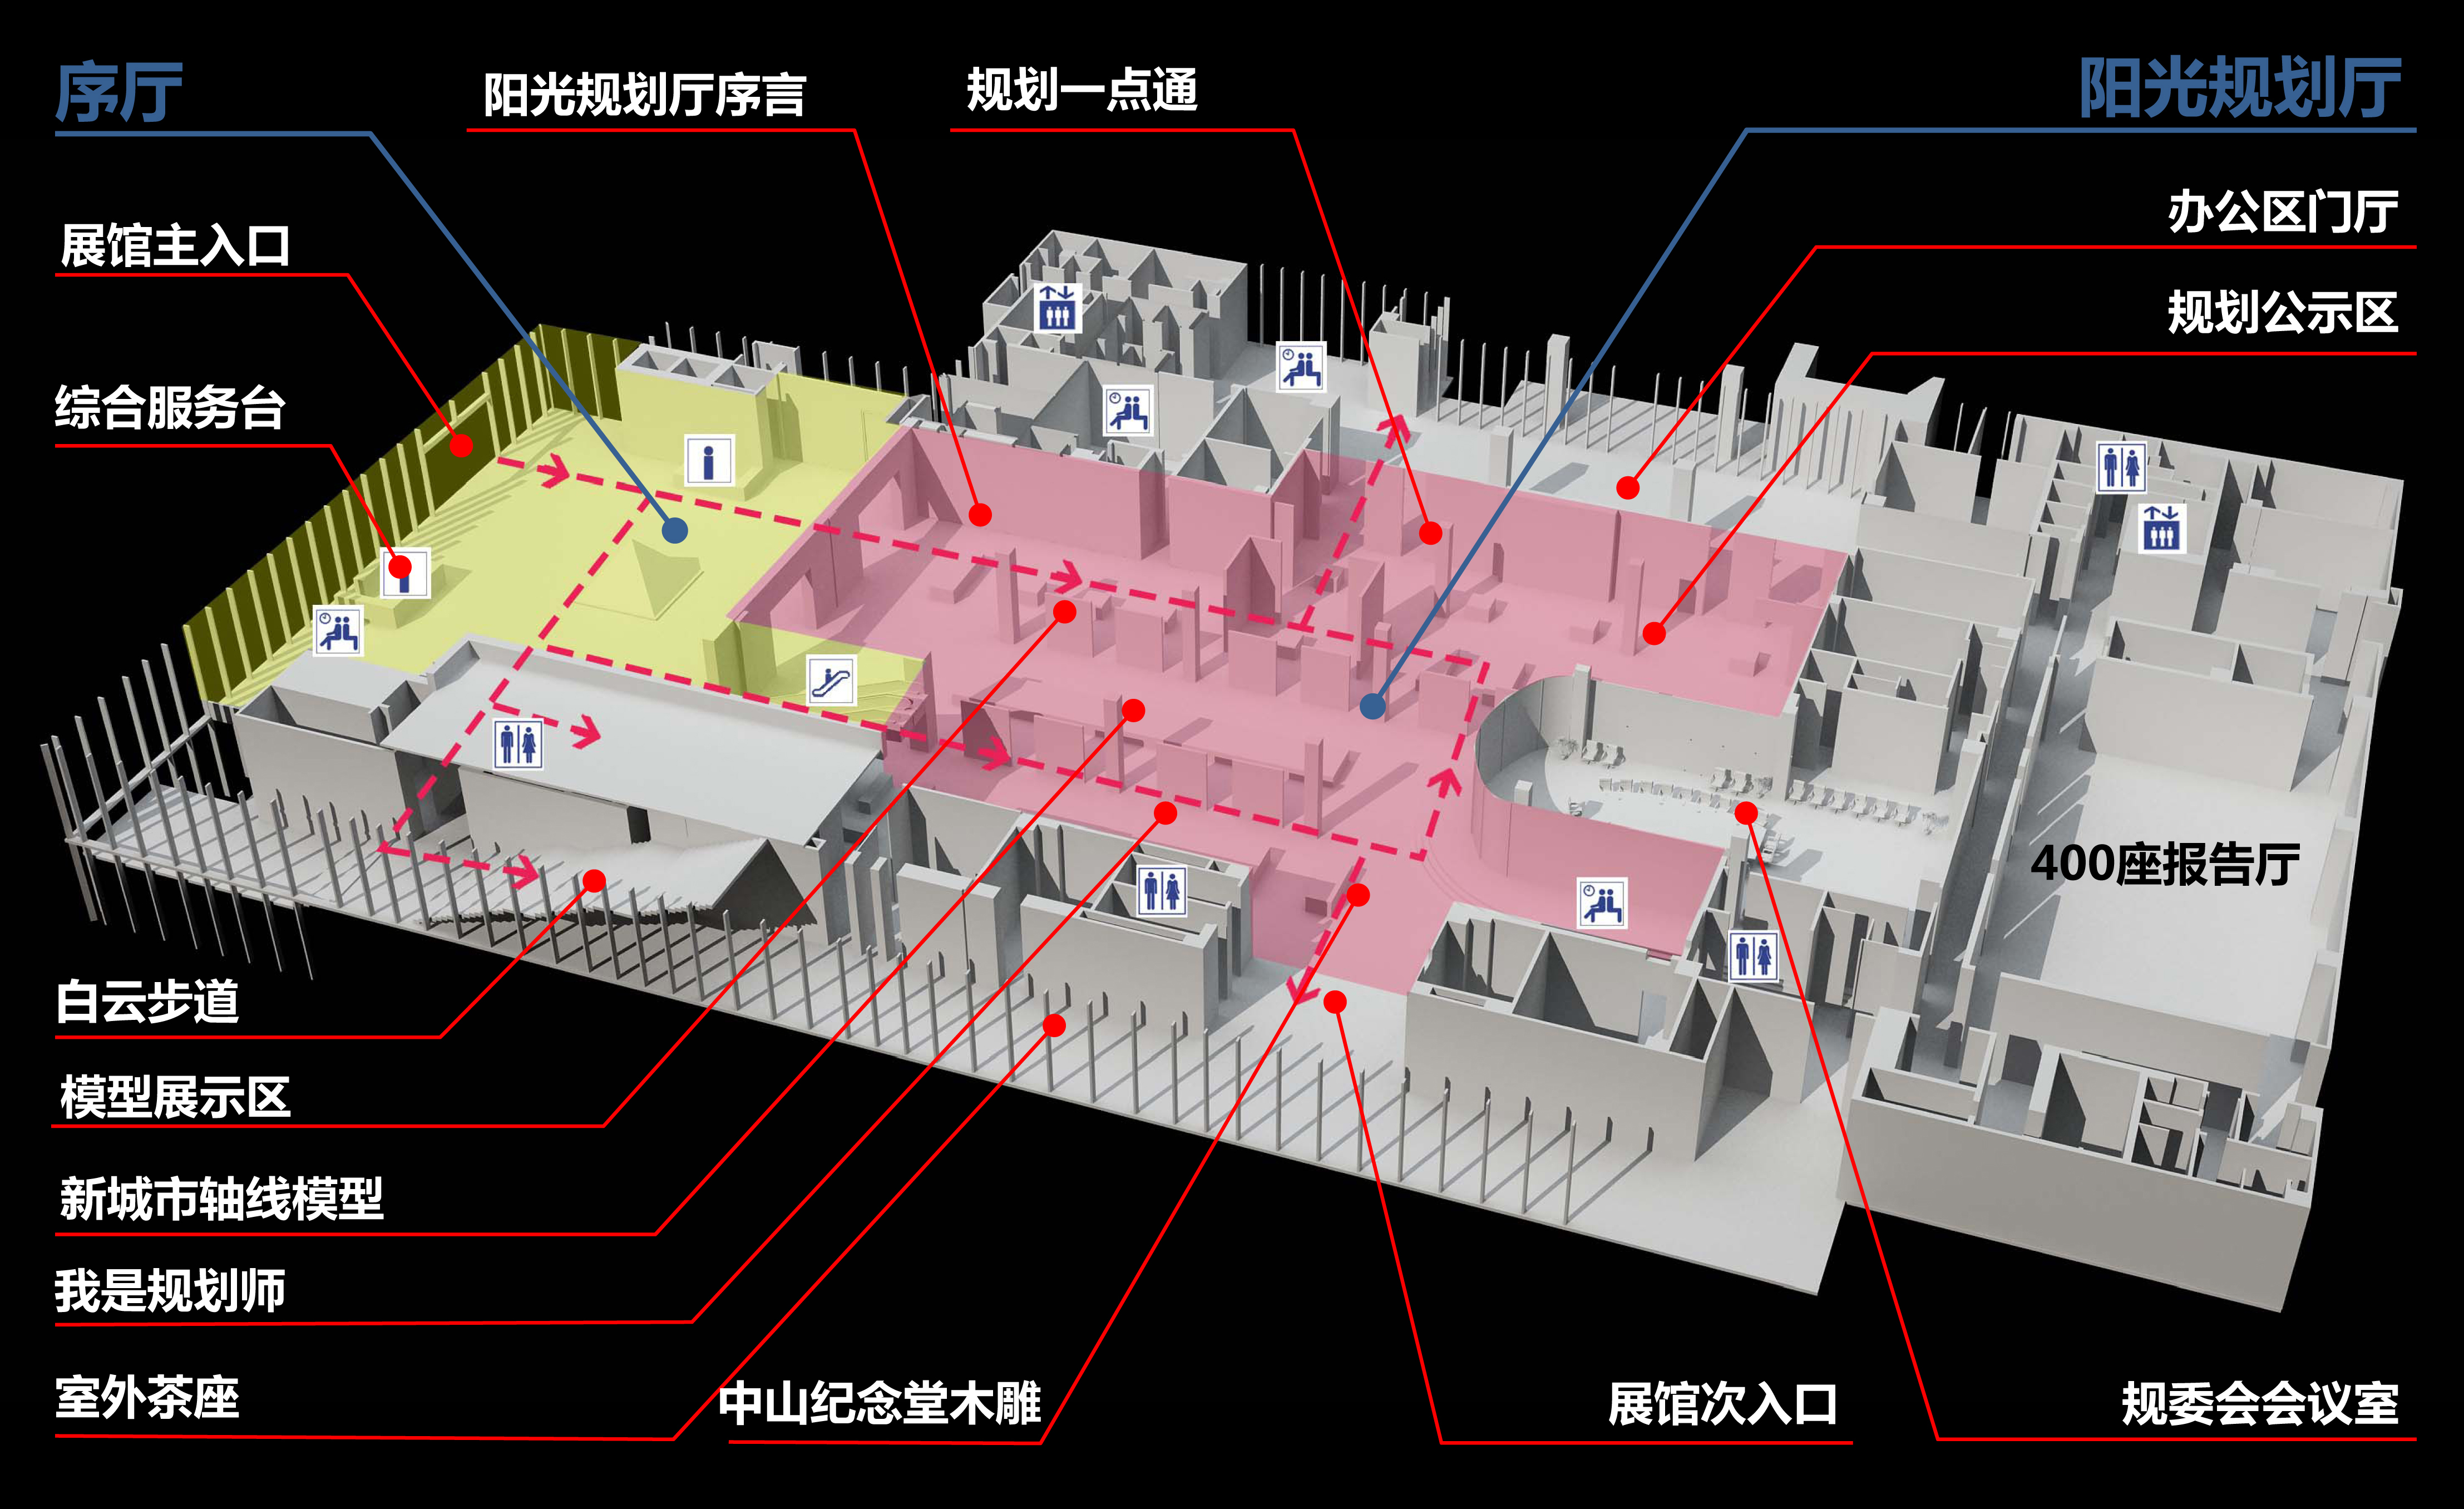 序厅
阳光规划厅序言
规划一点通
阳光规划厅
展馆主入口
办公区门厅
规划公示区
综合服务台
400座报告厅
白云步道
模型展示区
新城市轴线模型
我是规划师
室外茶座
中山纪念堂木雕
展馆次入口
规委会会议室